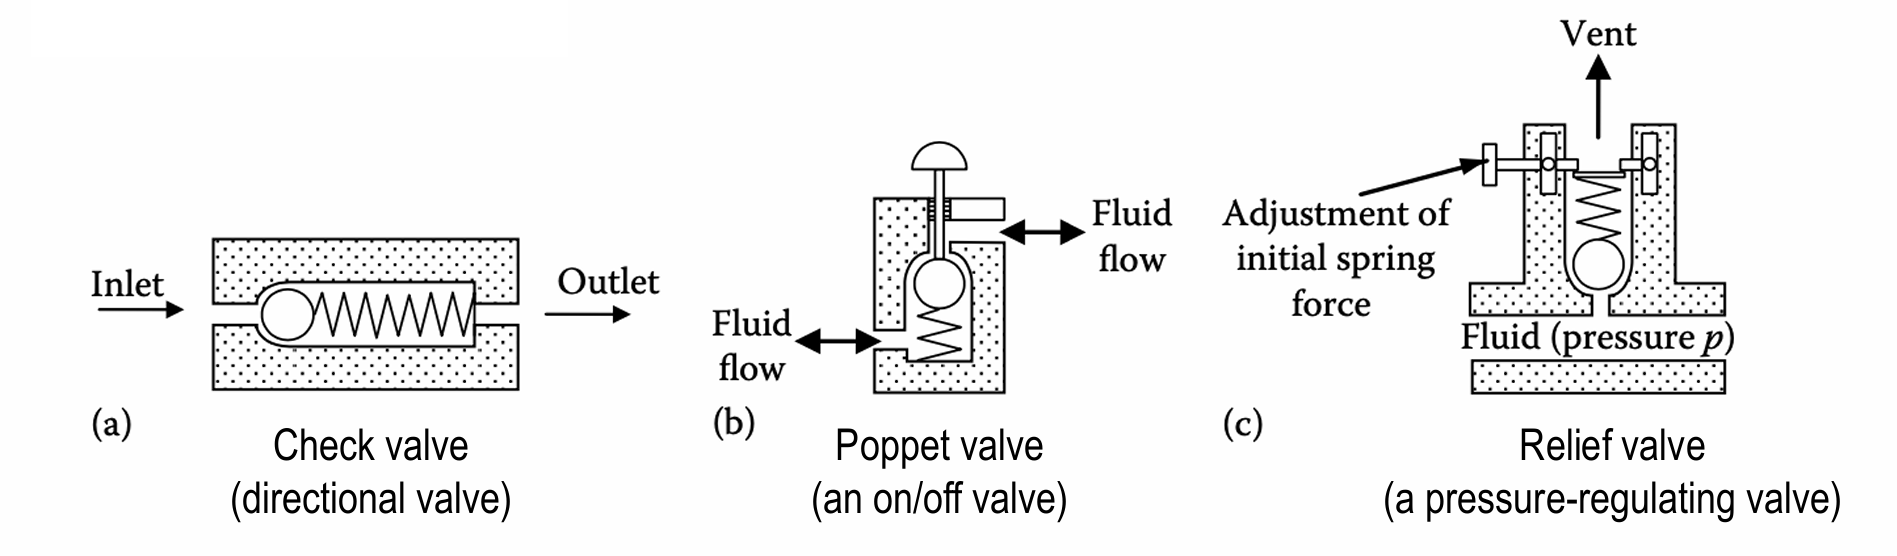 Inlet
Outlet
(a)
Check valve
(directional valve)
Fluid
flow
Fluid
flow
(b)
Poppet valve
(an on/off valve)
Vent
Adjustment of
initial spring
force
Fluid (pressure p)
(c)
Relief valve
(a pressure-regulating valve)